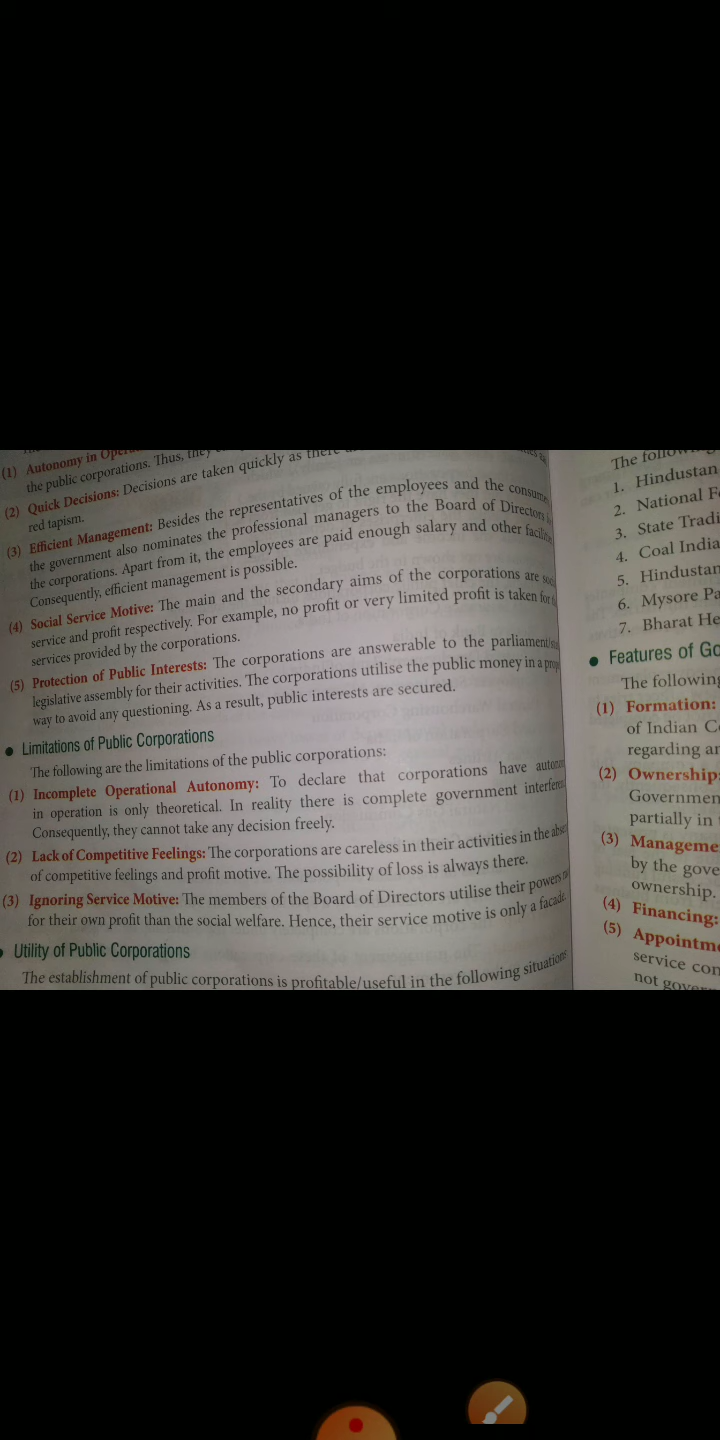 (1) Autonomy in
the public corporations. Thus, they
(2) Quick Decisions: Decisions are taken quickly as there
red tapism.
(3) Efficient Management: Besides the representatives of the employees and the
the government also nominates the professional managers to the Board of Directors
the corporations. Apart from it, the employees are paid enough salary and other
Consequently, efficient management is possible.
(4) Social Service Motive: The main and the secondary aims of the corporations are
service and profit respectively. For example, no profit or very limited profit is taken for
services provided by the corporations.
(5) Protection of Public Interests: The corporations are answerable to the
legislative assembly for their activities. The corporations utilise the public money in a
way to avoid any questioning. As a result, public interests are secured.
• Limitations of Public Corporations
The following are the limitations of the public corporations:
(1) Incomplete Operational Autonomy: To declare that corporations have
in operation is only theoretical. In reality there is complete government
Consequently, they cannot take any decision freely.
(2) Lack of Competitive Feelings: The corporations are careless in their activities in the
of competitive feelings and profit motive. The possibility of loss is always there.
(3) Ignoring Service Motive: The members of the Board of Directors utilise their powers
for their own profit than the social welfare. Hence, their service motive is only a facade.
Utility of Public Corporations
The establishment of public corporations is profitable/useful in the following situations
The
1. Hindustan
2. National
3. State
4. Coal India
5. Hindustan
6. Mysore
7. Bharat
• Features of
The following
(1) Formation:
of Indian
regarding
(2) Ownership:
partially in
(3)
by the
ownership.
(4) Financing:
(5)
service
not